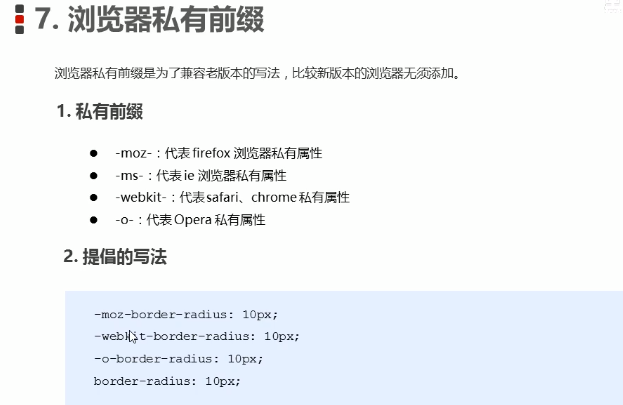 7. 浏览器私有前缀
浏览器私有前缀是为了兼容老版本的写法，比较新版本的浏览器无须添加。
1. 私有前缀
● -moz-：代表 firefox 浏览器私有属性
● -ms-：代表 ie 浏览器私有属性
● -webkit-：代表 safari、chrome 私有属性
● -o-：代表 Opera 私有属性
2. 提倡的写法
-moz-border-radius: 10px;
-webkit-border-radius: 10px;
-o-border-radius: 10px;
border-radius: 10px;